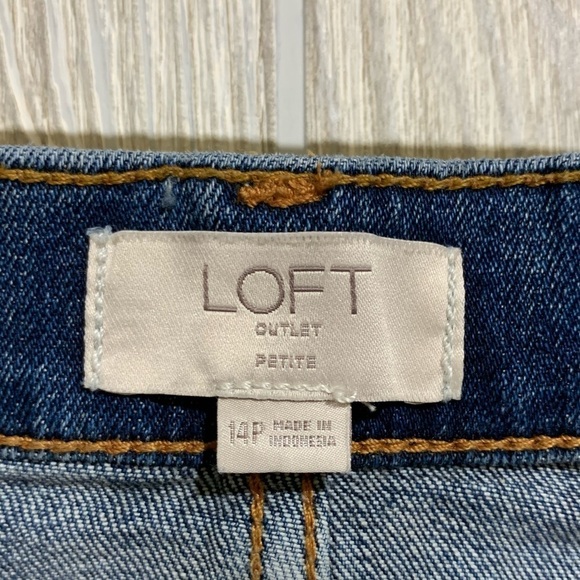 LOFT
OUTLET
PETITE
14P MADE IN
INDONESIA